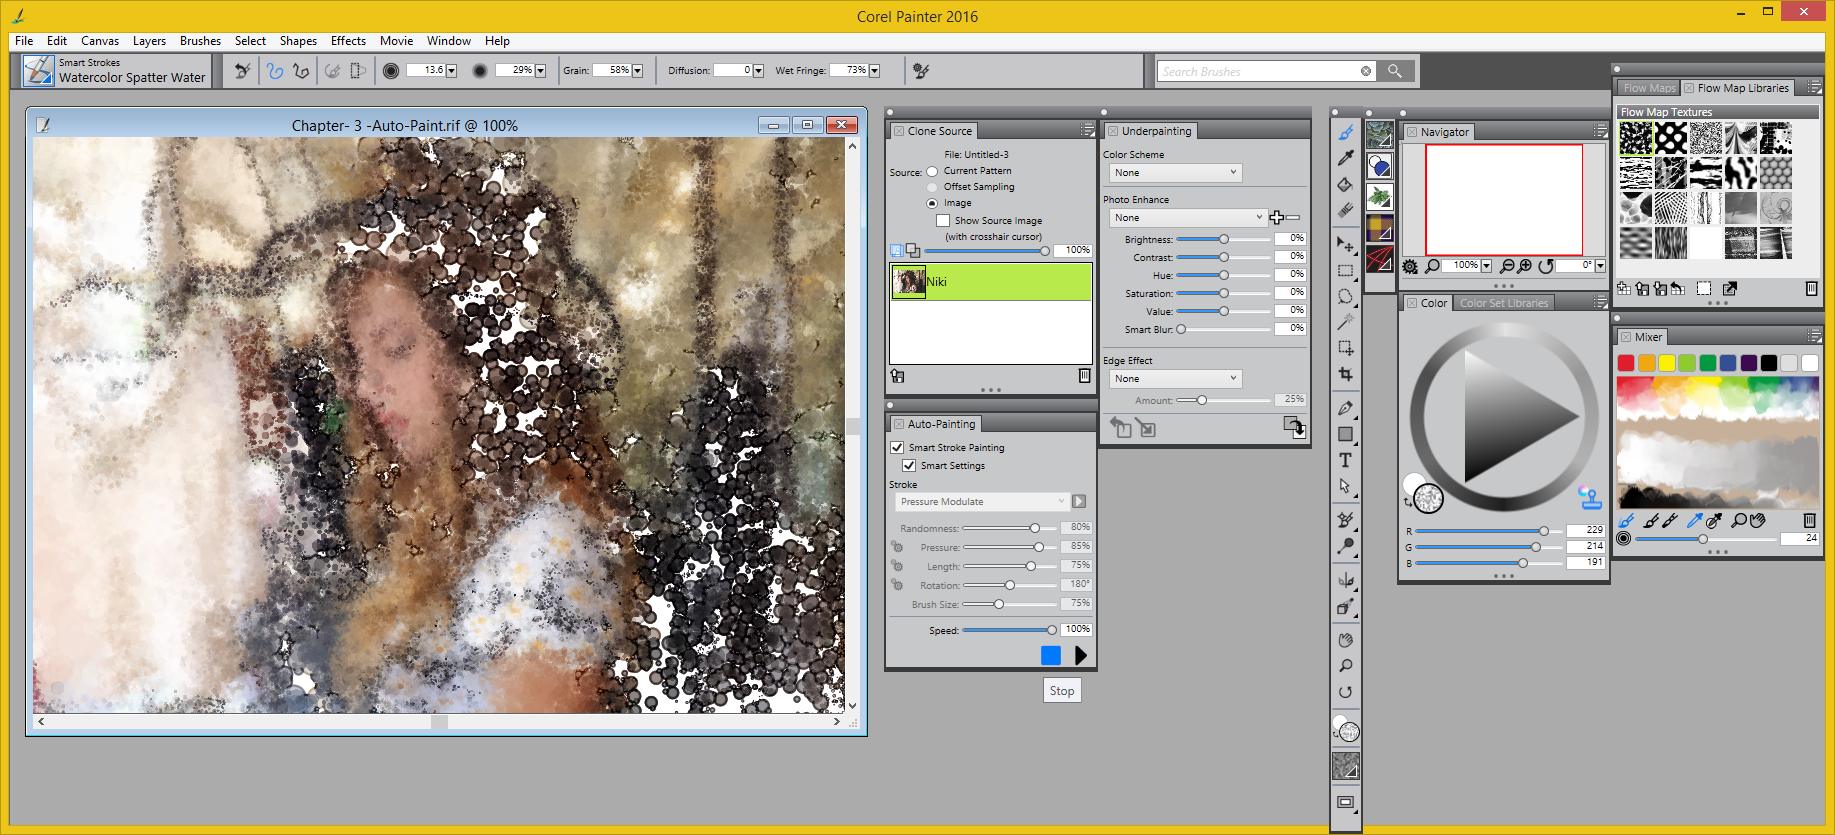 Corel Painter 2016
File Edit Canvas Layers Brushes Select Shapes Effects Movie Window Help
Smart Strokes
Watercolor Spatter Water
13.6
29%
Grain: 58%
Diffusion: 0
Wet Fringe: 73%
Search Brushes
Chapter- 3 -Auto-Paint.rif @ 100%
Clone Source
File: Untitled-3
Source:
Current Pattern
Offset Sampling
Image
Show Source Image
(with crosshair cursor)
100%
Niki
Auto-Painting
Smart Stroke Painting
Smart Settings
Stroke
Pressure Modulate
Randomness: 80%
Pressure: 85%
Length: 75%
Rotation: 180°
Brush Size: 75%
Speed: 100%
Stop
Underpainting
Color Scheme
None
Photo Enhance
None
Brightness: 0%
Contrast: 0%
Hue: 0%
Saturation: 0%
Value: 0%
Smart Blur: 0%
Edge Effect
None
Amount: 25%
T
Navigator
100%
0°
Color Color Set Libraries
R 229
G 214
B 191
Flow Maps Flow Map Libraries
Flow Map Textures
Mixer
24